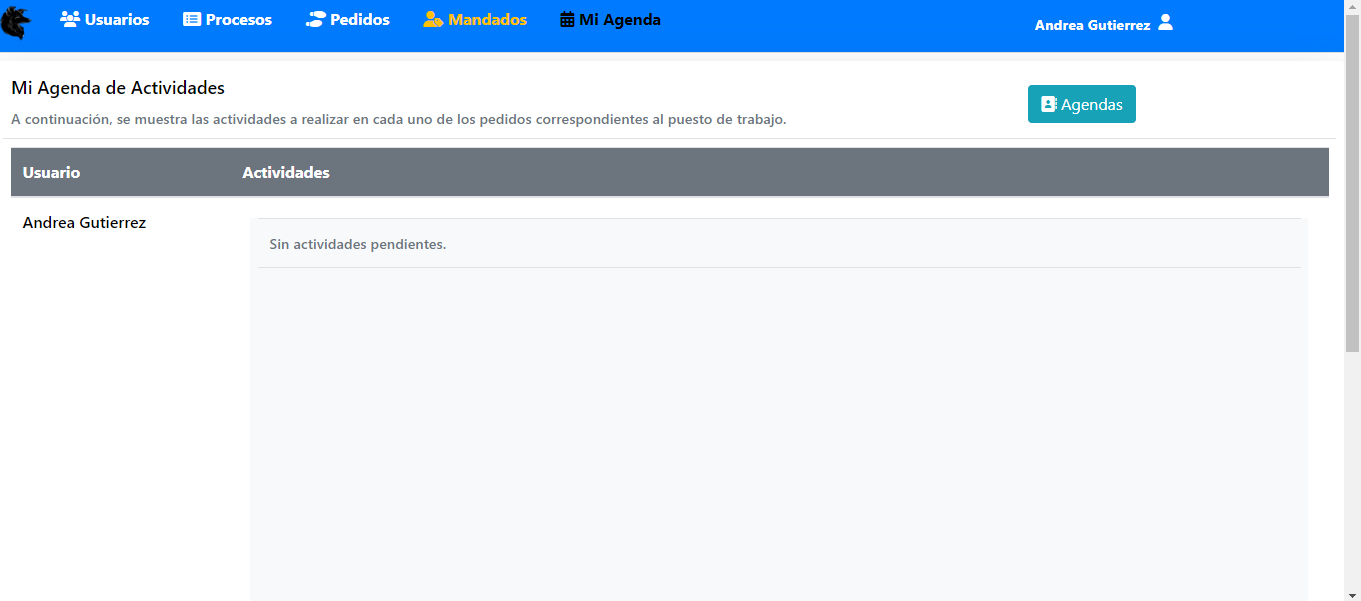 Usuarios Procesos Pedidos Mandados Mi Agenda Andrea Gutierrez
Mi Agenda de Actividades
Agendas
A continuación, se muestra las actividades a realizar en cada uno de los pedidos correspondientes al puesto de trabajo.
Usuario Actividades
Andrea Gutierrez
Sin actividades pendientes.